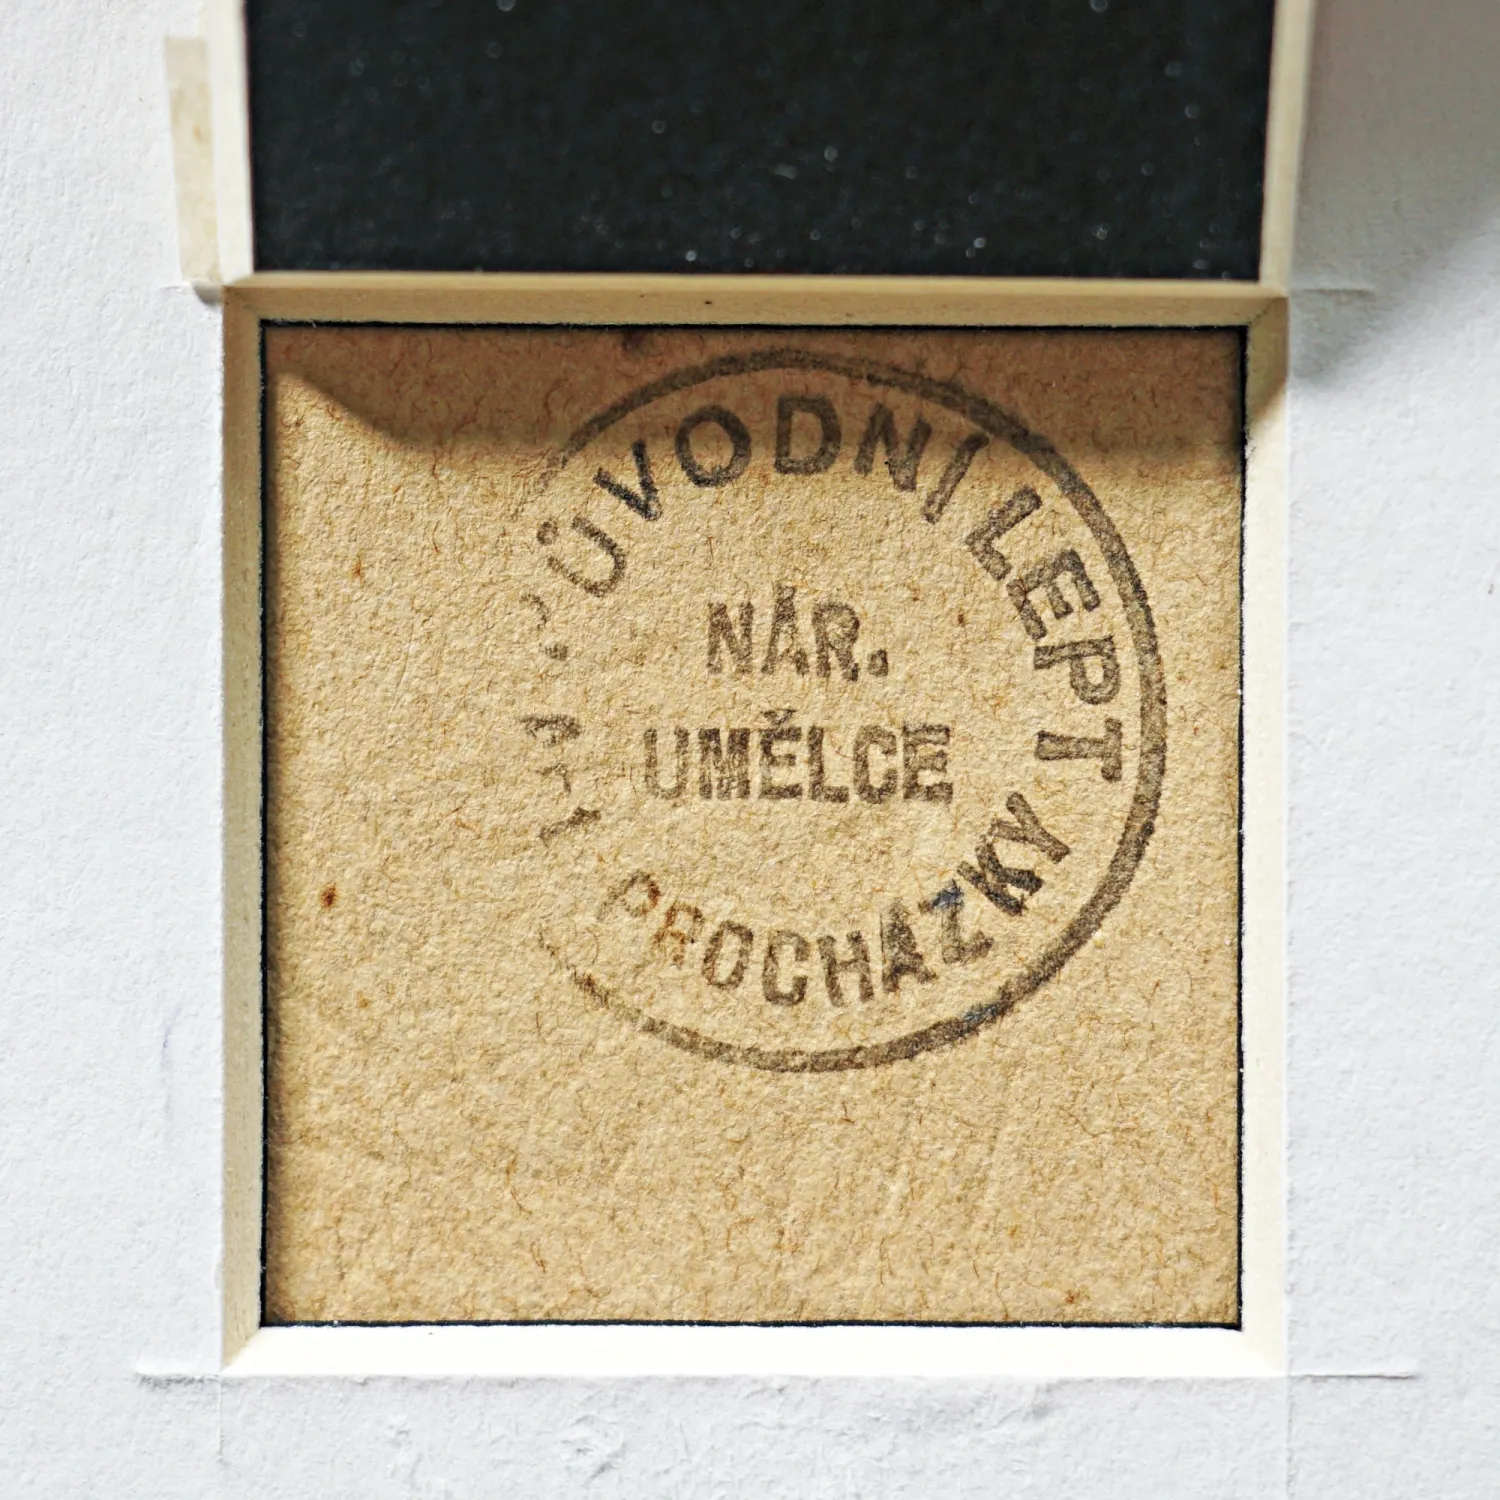 PŮVODNÍ LEPT
NÁR.
UMĚLCE
PROCHÁZKY